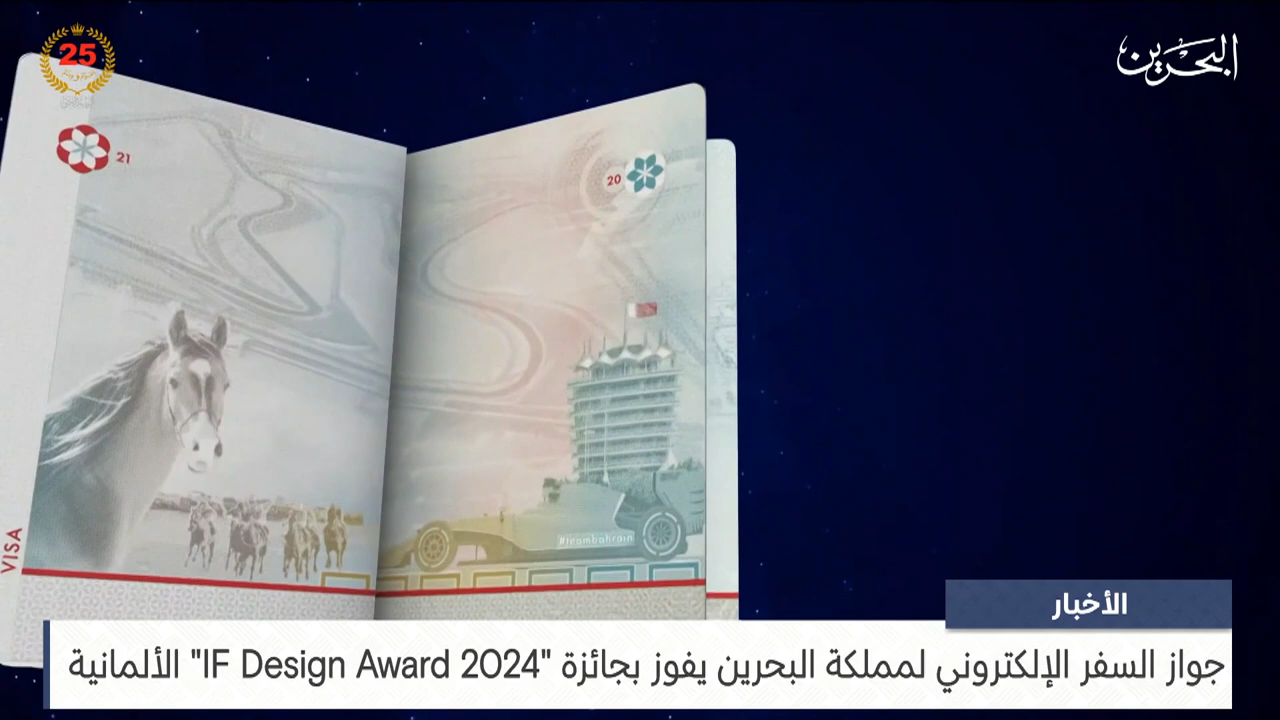 25
البحرين
21
20
#teambahrain
VISA
الأخبار
جواز السفر الإلكتروني لمملكة البحرين يفوز بجائزة "IF Design Award 2024" الألمانية